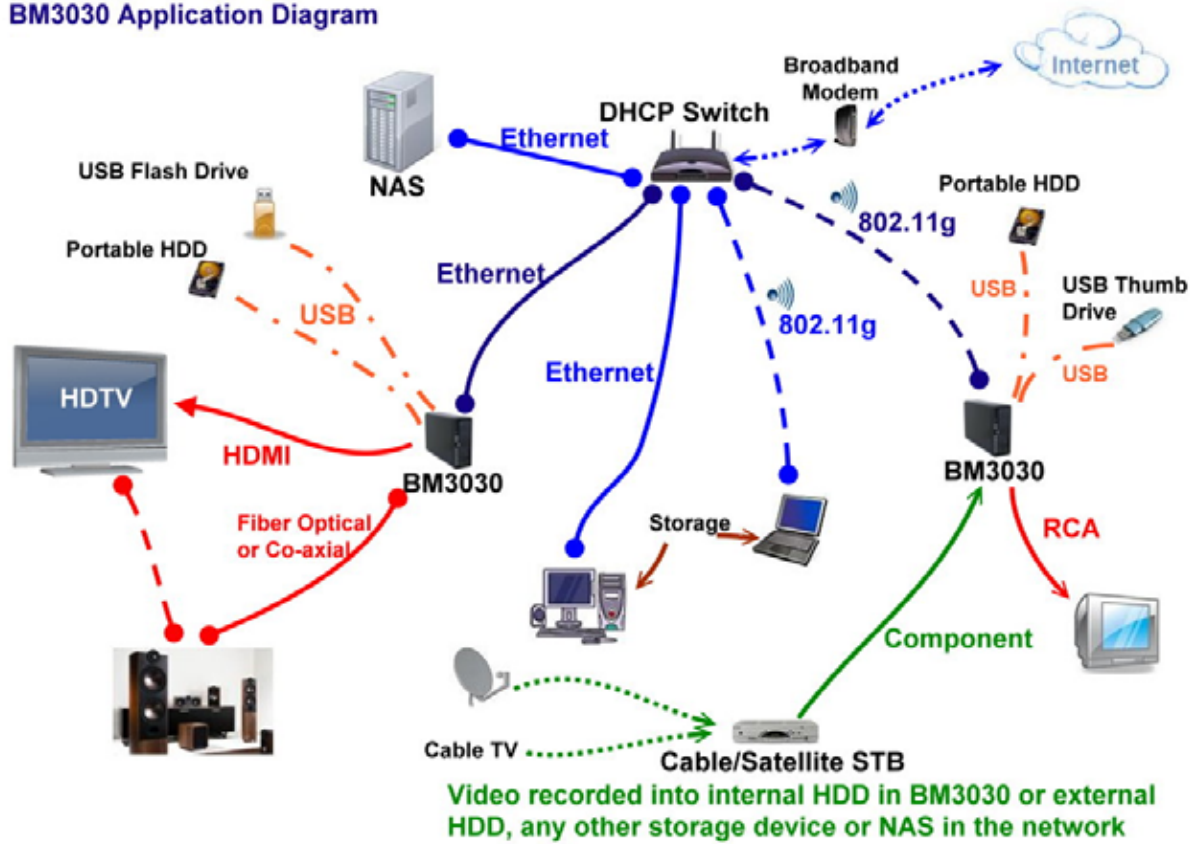 BM3030 Application Diagram
Internet
Broadband
Modem
DHCP Switch
Ethernet
NAS
USB Flash Drive
Portable HDD
802.11g
Portable HDD
Ethernet
USB
USB
USB Thumb
Drive
802.11g
HDTV
Ethernet
USB
HDMI
BM3030
BM3030
Fiber Optical
or Co-axial
Storage
RCA
Component
Cable TV
Cable/Satellite STB
Video recorded into internal HDD in BM3030 or external
HDD, any other storage device or NAS in the network